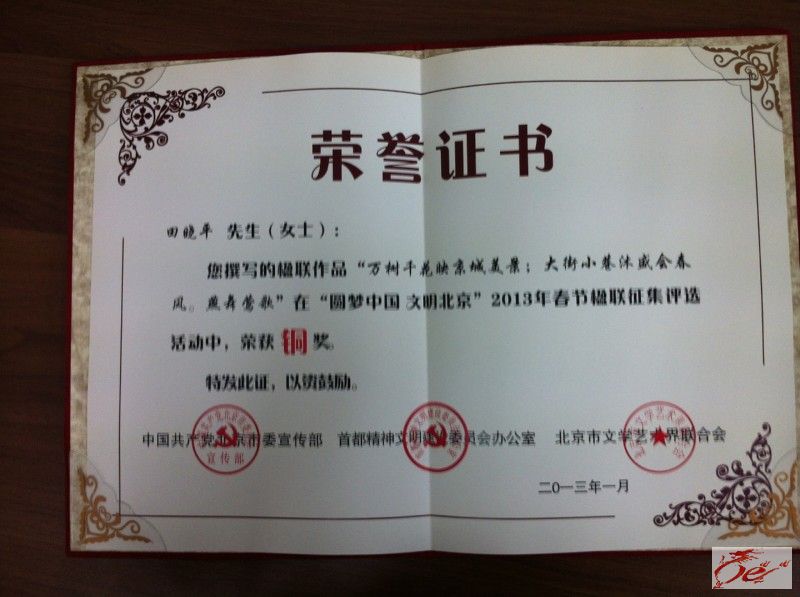 荣誉证书
田晓华 先生（女士）：
您撰写的楹联作品“万树千花映京城美景；大街小巷沐盛会春
风。燕舞莺歌”在“圆梦中国 文明北京”2013年春节楹联征集评选
活动中，荣获 铜 奖。
特发此证，以资鼓励。
中国共产党北京市委宣传部 首都精神文明建设委员会办公室 北京市文学艺术界联合会
宣传部
二〇一三年一月